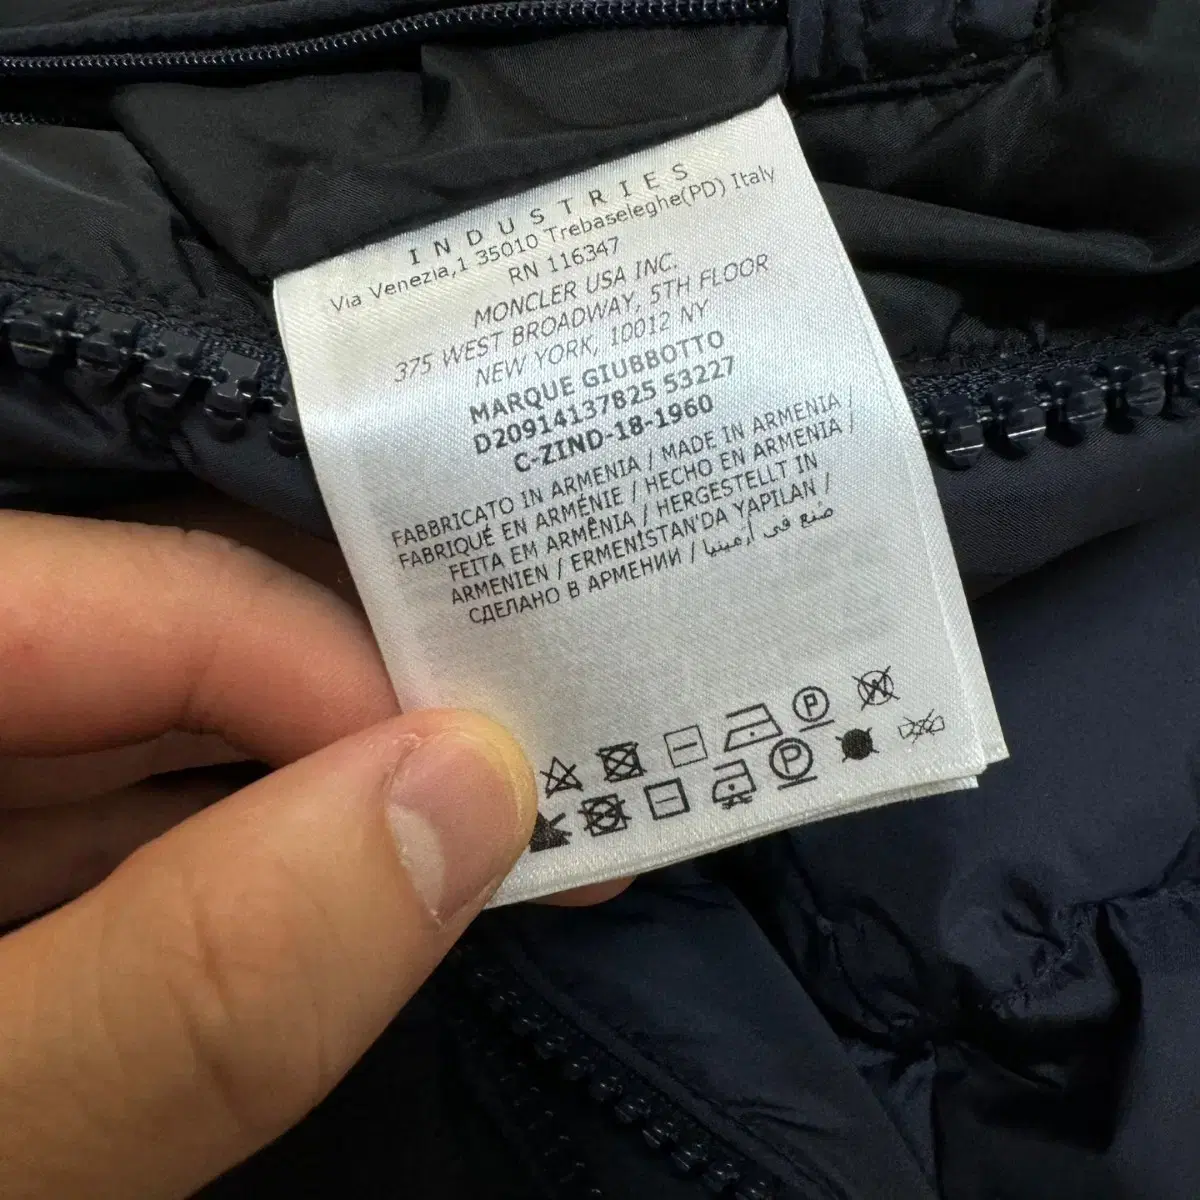 INDUSTRIES
Via Venezia,1 35010 Trebaseleghe(PD) Italy
RN 116347
MONCLER USA INC.
375 WEST BROADWAY, 5TH FLOOR
NEW YORK, 10012 NY
MARQUE GIUBBOTTO
D20914137825 53227
C-ZIND-18-1960
FABBRICATO IN ARMENIA / MADE IN ARMENIA /
FABRIQUÉ EN ARMÉNIE / HECHO EN ARMENIA /
FEITA EM ARMÊNIA / HERGESTELLT IN
ARMENIEN / ERMENİSTAN'DA YAPILAN /
СДЕЛАНО В АРМЕНИИ / صنع في أرمينيا
P W
P